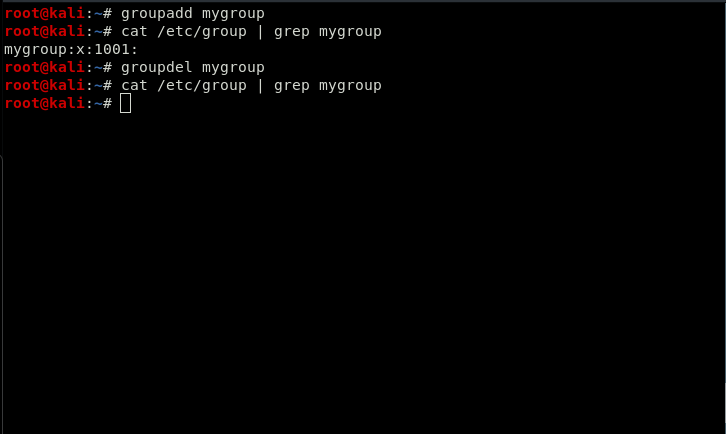 root@kali:~# groupadd mygroup
root@kali:~# cat /etc/group | grep mygroup
mygroup:x:1001:
root@kali:~# groupdel mygroup
root@kali:~# cat /etc/group | grep mygroup
root@kali:~#